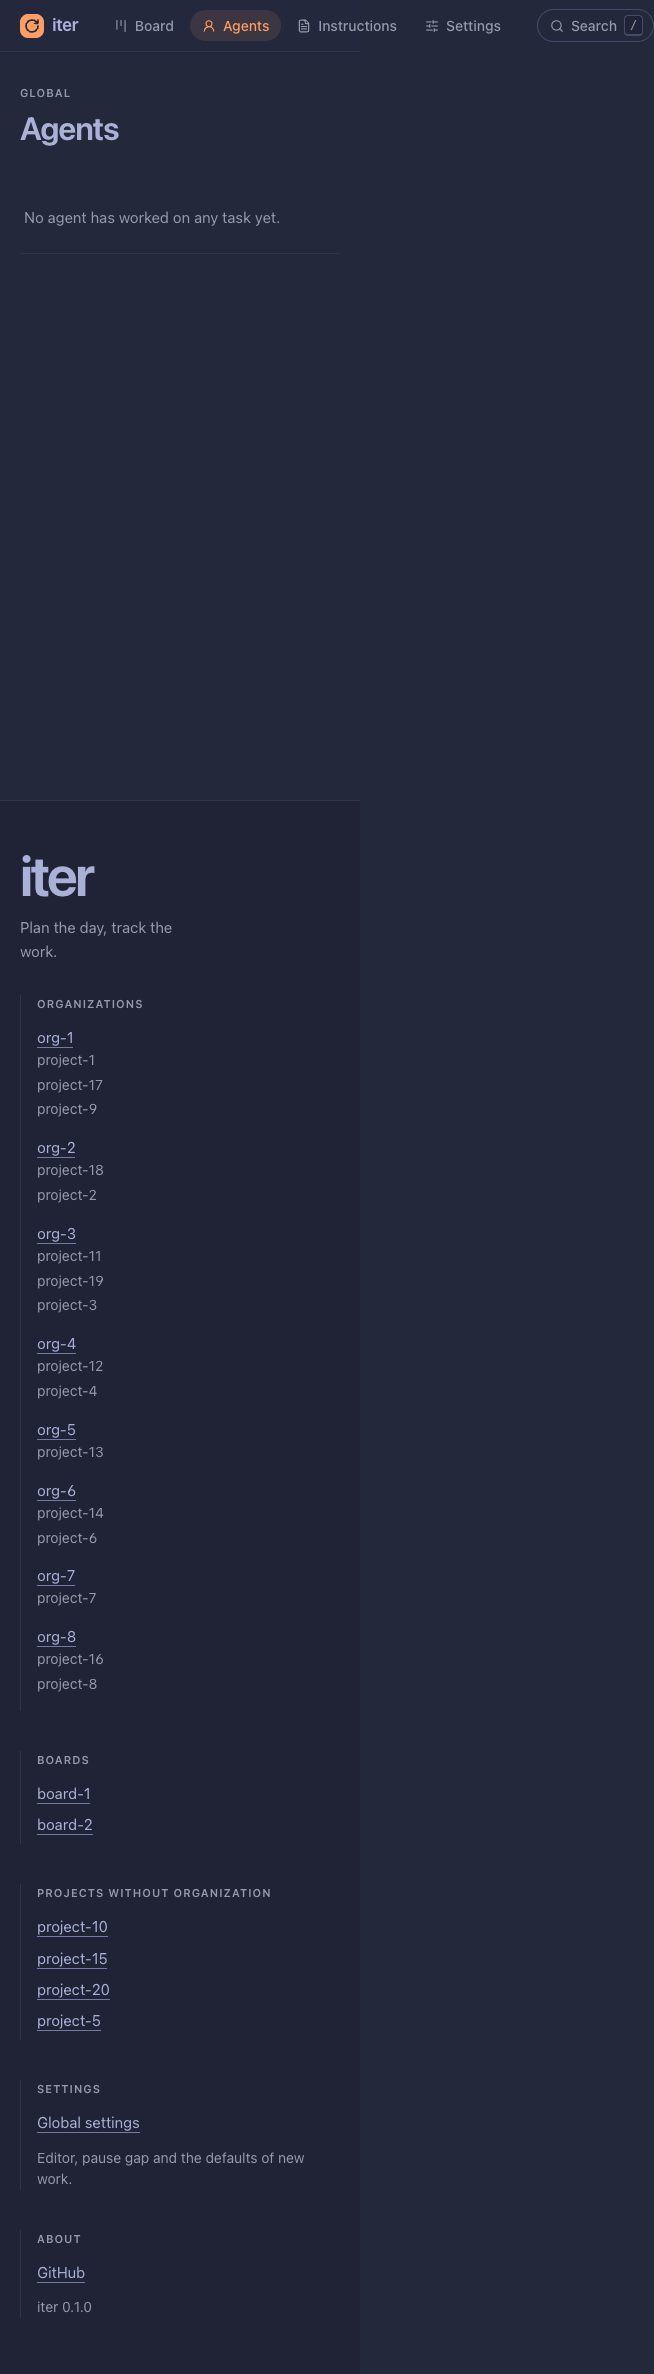 iter Board Agents Instructions Settings Search /
GLOBAL
Agents
No agent has worked on any task yet.
iter
Plan the day, track the
work.
ORGANIZATIONS
org-1
project-1
project-17
project-9
org-2
project-18
project-2
org-3
project-11
project-19
project-3
org-4
project-12
project-4
org-5
project-13
org-6
project-14
project-6
org-7
project-7
org-8
project-16
project-8
BOARDS
board-1
board-2
PROJECTS WITHOUT ORGANIZATION
project-10
project-15
project-20
project-5
SETTINGS
Global settings
Editor, pause gap and the defaults of new
work.
ABOUT
GitHub
iter 0.1.0